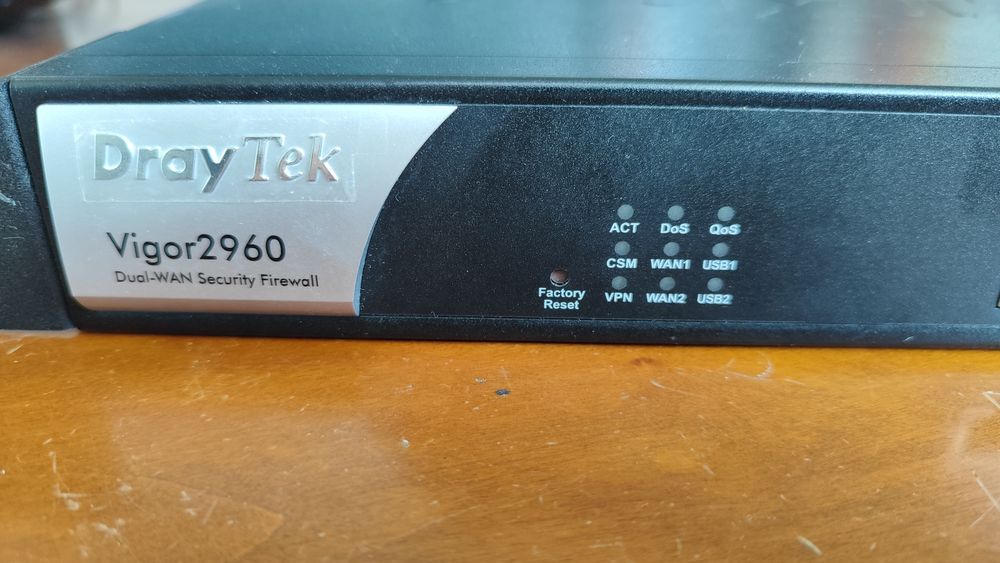 DrayTek
Vigor2960
Dual-WAN Security Firewall
Factory
Reset
ACT DoS QoS
CSM WAN1 USB1
VPN WAN2 USB2